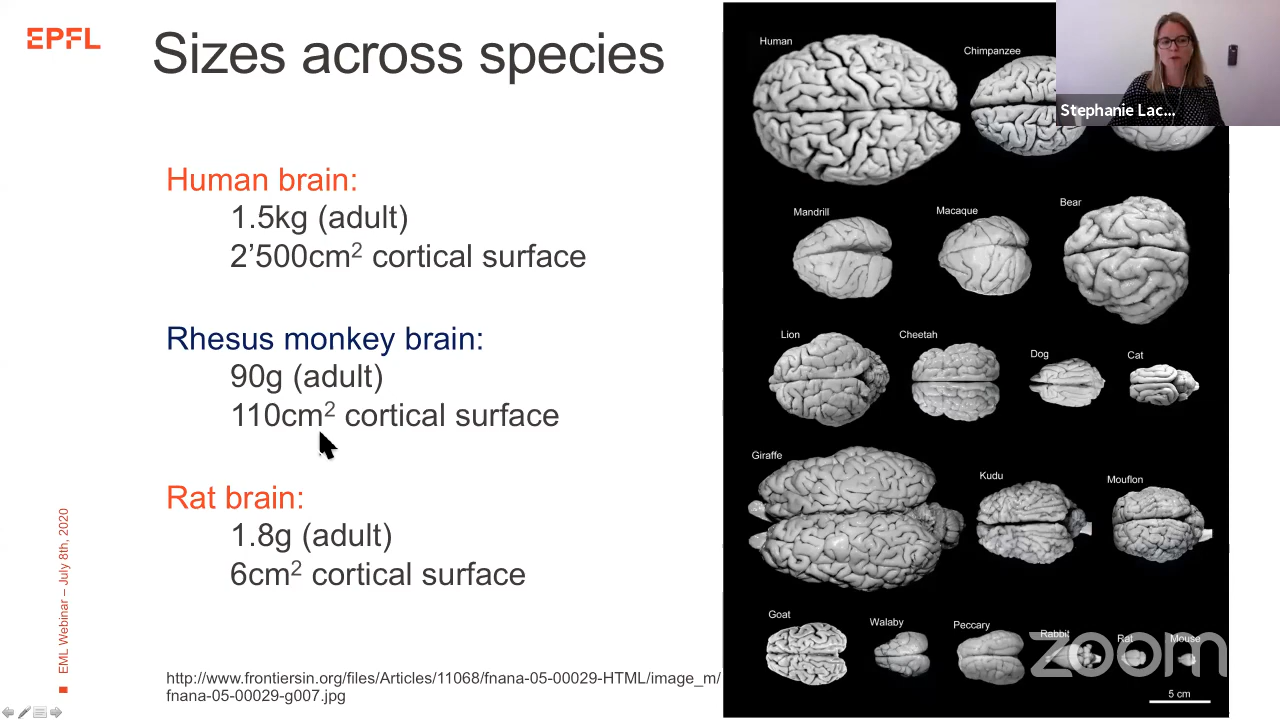 EPFL
Sizes across species
Human brain:
1.5kg (adult)
2’500cm² cortical surface
Rhesus monkey brain:
90g (adult)
110cm² cortical surface
Rat brain:
1.8g (adult)
6cm² cortical surface
http://www.frontiersin.org/files/Articles/11068/fnana-05-00029-HTML/image_m/
fnana-05-00029-g007.jpg
EML Webinar – July 8th, 2020
Human
Chimpanzee
Stephanie Lac...
Mandrill
Macaque
Bear
Lion
Cheetah
Dog
Cat
Giraffe
Kudu
Mouflon
Goat
Walaby
Peccary
Rabbit
Rat
Mouse
zoom
5 cm